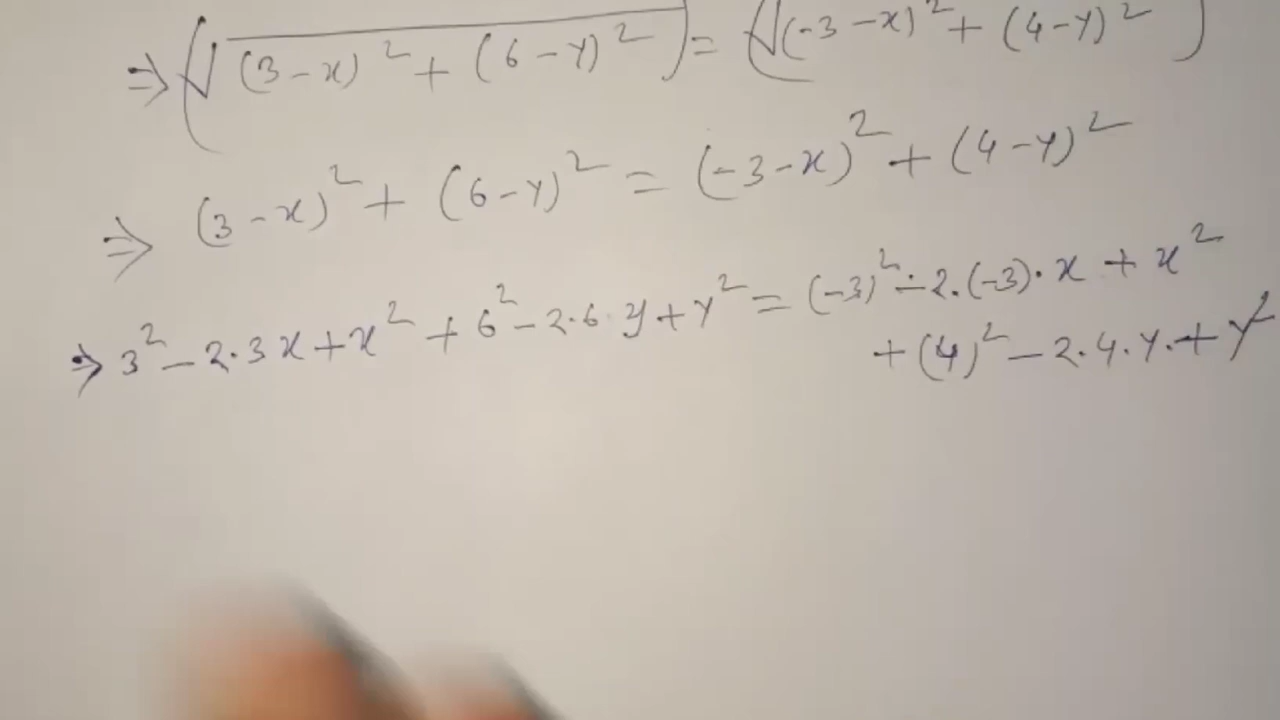 ⇒ (√(3-x)² + (6-y)²) = (√(-3-x)² + (4-y)²)
⇒ (3-x)² + (6-y)² = (-3-x)² + (4-y)²
⇒ 3² - 2·3x + x² + 6² - 2·6·y + y² = (-3)² - 2·(-3)·x + x²
+ (4)² - 2·4·y· + y²